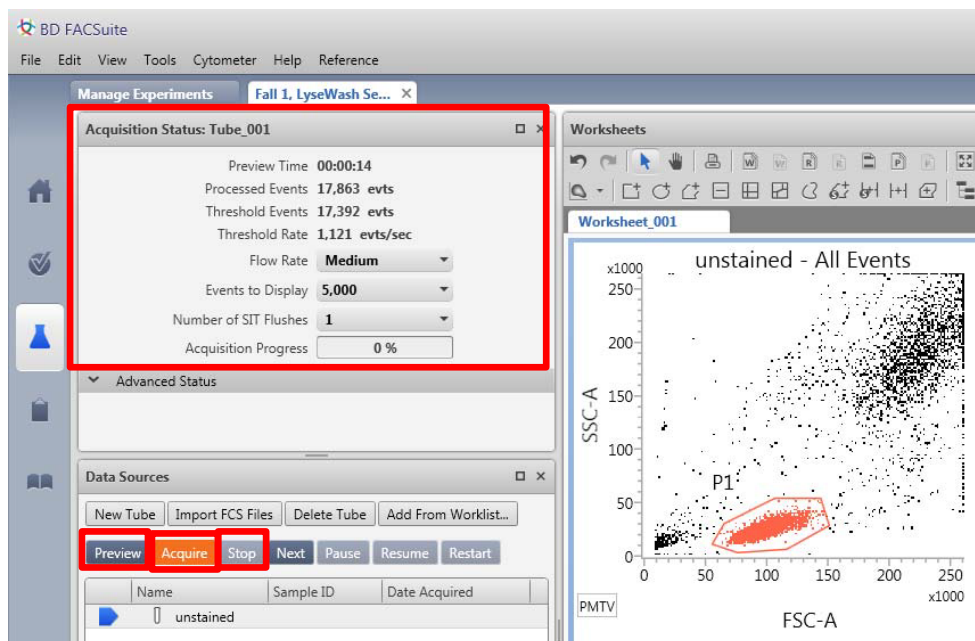 BD FACSuite
File Edit View Tools Cytometer Help Reference
Manage Experiments Fall 1, LyseWash Se... ×
Acquisition Status: Tube_001
Preview Time 00:00:14
Processed Events 17,863 evts
Threshold Events 17,392 evts
Threshold Rate 1,121 evts/sec
Flow Rate Medium
Events to Display 5,000
Number of SIT Flushes 1
Acquisition Progress 0 %
Advanced Status
Data Sources
New Tube Import FCS Files Delete Tube Add From Worklist...
Preview Acquire Stop Next Pause Resume Restart
Name Sample ID Date Acquired
unstained
Worksheets
W W R R P P
Worksheet_001
unstained - All Events
x1000
250
200
150
100
50
0
SSC-A
P1
0 50 100 150 200 250
x1000
PMTV
FSC-A